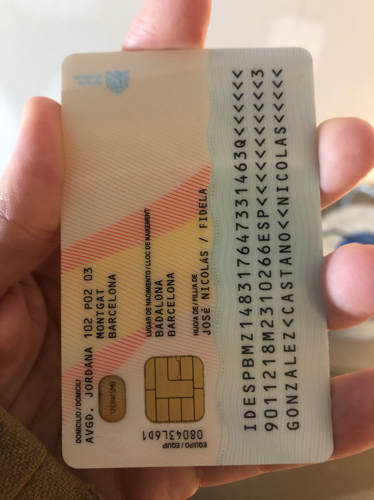 DOMICILIO / DOMICILI
AVGD. JORDANA 102 P02 03
MONTGAT
BARCELONA
LUGAR DE NACIMIENTO / LLOC DE NAIXEMENT
BADALONA
BARCELONA
HIJO/A DE / FILL/A DE
JOSÉ NICOLÁS / FIDELA
EQUIPO / EQUIP
08043L6D1
IDESPBMZ148317647331463Q<<<<<<
9011218M2310266ESP<<<<<<<<<<<3
GONZALEZ<CASTANO<<NICOLAS<<<<<